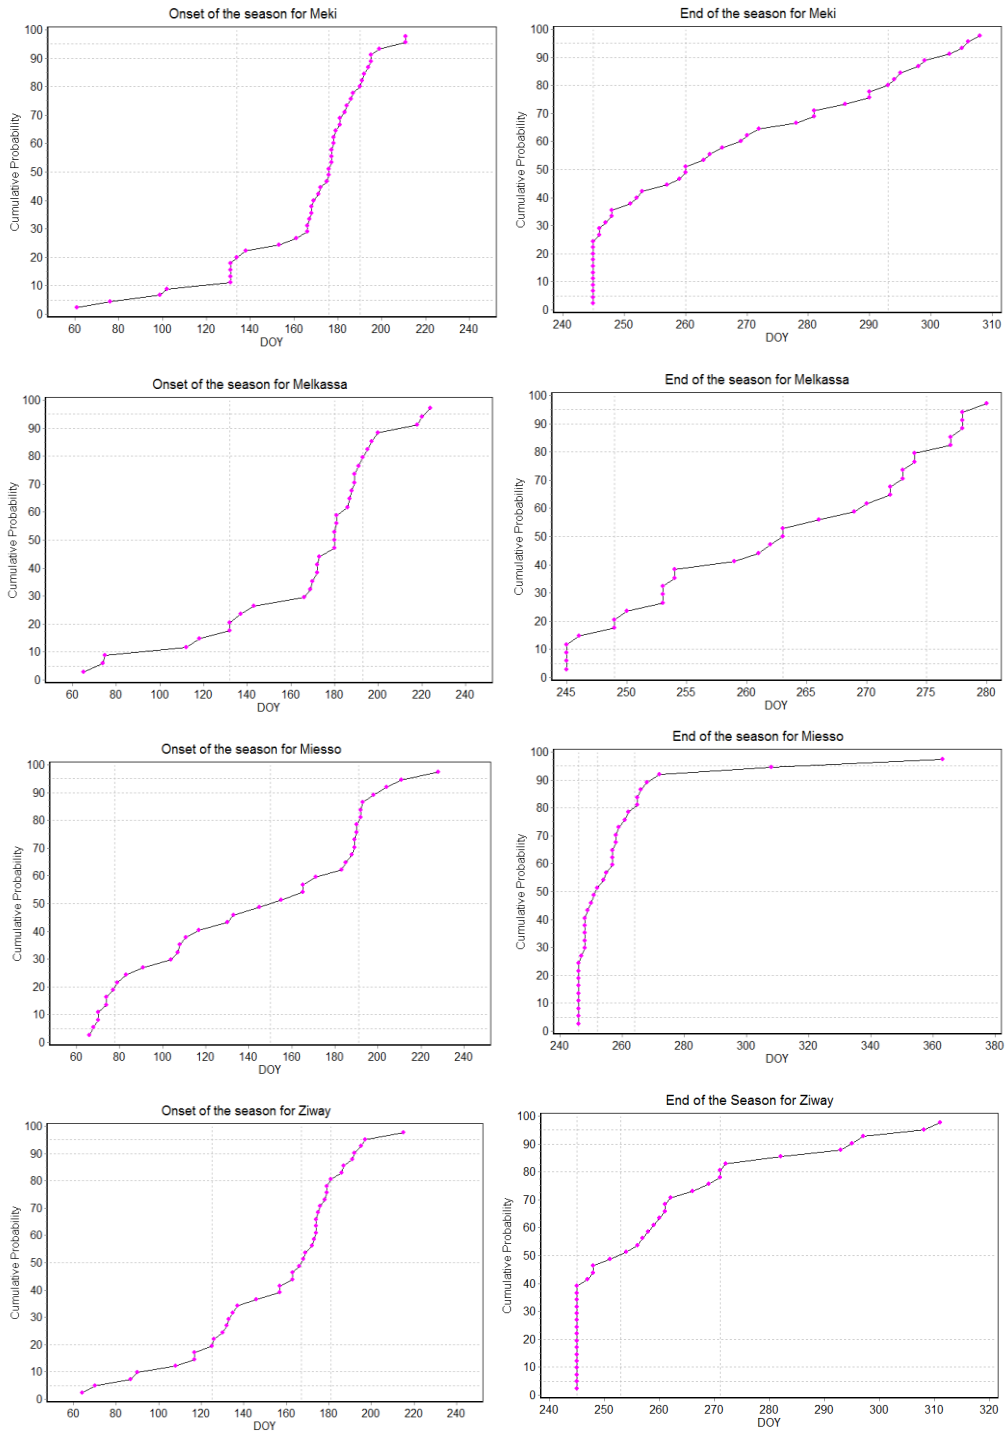 Onset of the season for Meki
100
90
80
70
60
50
40
30
20
10
0
Cumulative Probability
60 80 100 120 140 160 180 200 220 240
DOY
End of the season for Meki
100
90
80
70
60
50
40
30
20
10
0
Cumulative Probability
240 250 260 270 280 290 300 310
DOY
Onset of the season for Melkassa
100
90
80
70
60
50
40
30
20
10
0
Cumulative Probability
60 80 100 120 140 160 180 200 220 240
DOY
End of the season for Melkassa
100
90
80
70
60
50
40
30
20
10
0
Cumulative Probability
245 250 255 260 265 270 275 280
DOY
Onset of the season for Miesso
100
90
80
70
60
50
40
30
20
10
0
Cumulative Probability
60 80 100 120 140 160 180 200 220 240
DOY
End of the season for Miesso
100
90
80
70
60
50
40
30
20
10
0
Cumulative Probability
240 260 280 300 320 340 360 380
DOY
Onset of the season for Ziway
100
90
80
70
60
50
40
30
20
10
0
Cumulative Probability
60 80 100 120 140 160 180 200 220 240
DOY
End of the Season for Ziway
100
90
80
70
60
50
40
30
20
10
0
Cumulative Probability
240 250 260 270 280 290 300 310 320
DOY